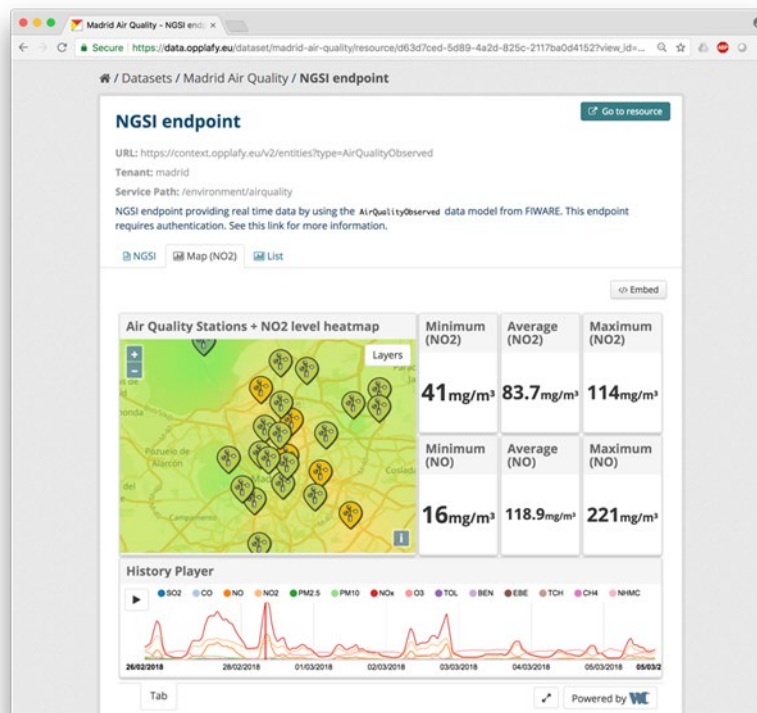 Madrid Air Quality - NGSI end
Secure https://data.opplafy.eu/dataset/madrid-air-quality/resource/d63d7ced-5d89-4a2d-825c-2117ba0d4152?view_id=...
/ Datasets / Madrid Air Quality / NGSI endpoint
Go to resource
NGSI endpoint
URL: https://context.opplafy.eu/v2/entities?type=AirQualityObserved
Tenant: madrid
Service Path: /environment/airquality
NGSI endpoint providing real time data by using the AirQualityObserved data model from FIWARE. This endpoint
requires authentication. See this link for more information.
NGSI Map (NO2) List
</> Embed
Air Quality Stations + NO2 level heatmap
Layers
Pozuelo de
Alarcón
Coslada
Campamento
Minimum
(NO2)
Average
(NO2)
Maximum
(NO2)
41mg/m³ 83.7mg/m³ 114mg/m³
Minimum
(NO)
Average
(NO)
Maximum
(NO)
16mg/m³ 118.9mg/m³ 221mg/m³
History Player
SO2 CO NO NO2 PM2.5 PM10 NOx O3 TOL BEN EBE TCH CH4 NHMC
26/02/2018 28/02/2018 01/03/2018 02/03/2018 03/03/2018 04/03/2018 05/03/2018 05/03/2
Tab
Powered by